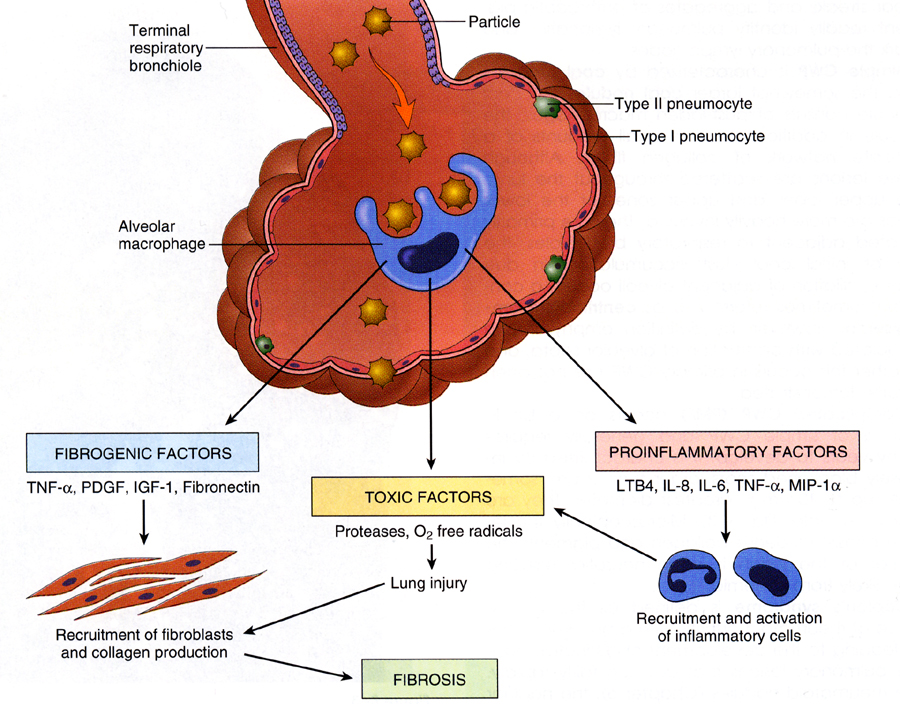 Terminal
respiratory
bronchiole
Particle
Type II pneumocyte
Type I pneumocyte
Alveolar
macrophage
FIBROGENIC FACTORS
TNF-α, PDGF, IGF-1, Fibronectin
PROINFLAMMATORY FACTORS
LTB4, IL-8, IL-6, TNF-α, MIP-1α
TOXIC FACTORS
Proteases, O₂ free radicals
Lung injury
Recruitment of fibroblasts
and collagen production
Recruitment and activation
of inflammatory cells
FIBROSIS